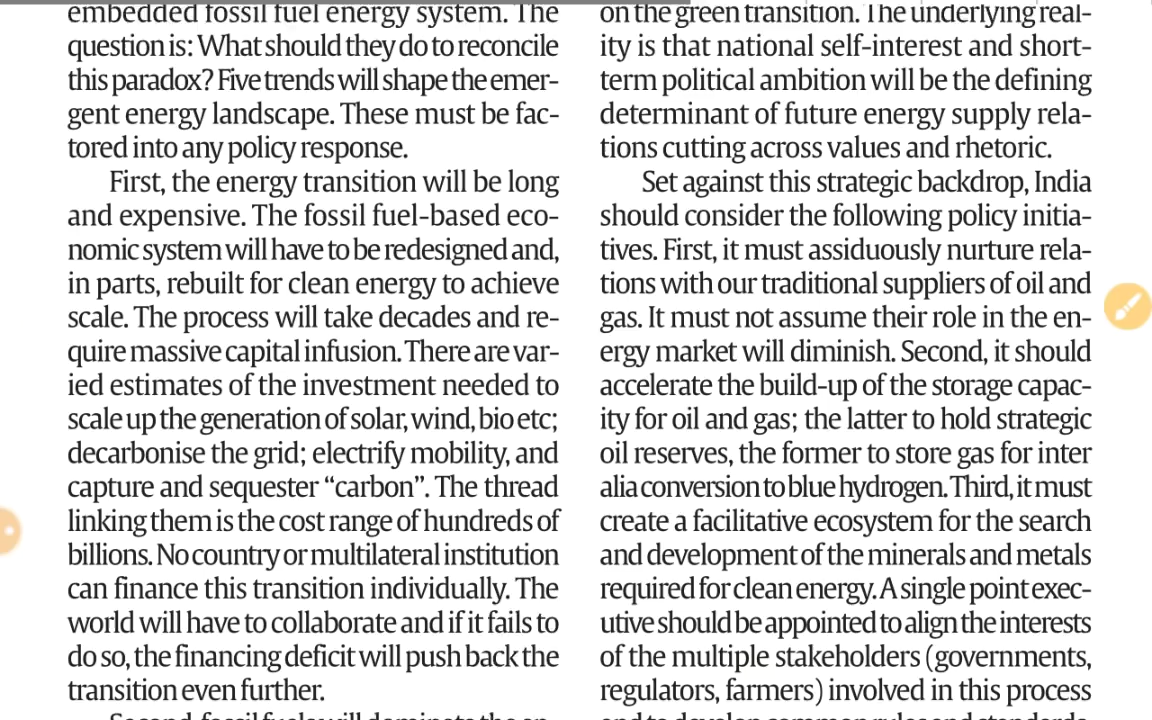 embedded fossil fuel energy system. The
question is: What should they do to reconcile
this paradox? Five trends will shape the emer-
gent energy landscape. These must be fac-
tored into any policy response.
First, the energy transition will be long
and expensive. The fossil fuel-based eco-
nomic system will have to be redesigned and,
in parts, rebuilt for clean energy to achieve
scale. The process will take decades and re-
quire massive capital infusion. There are var-
ied estimates of the investment needed to
scale up the generation of solar, wind, bio etc;
decarbonise the grid; electrify mobility, and
capture and sequester “carbon”. The thread
linking them is the cost range of hundreds of
billions. No country or multilateral institution
can finance this transition individually. The
world will have to collaborate and if it fails to
do so, the financing deficit will push back the
transition even further.
Second, fossil fuels will dominate the en-
on the green transition. The underlying real-
ity is that national self-interest and short-
term political ambition will be the defining
determinant of future energy supply rela-
tions cutting across values and rhetoric.
Set against this strategic backdrop, India
should consider the following policy initia-
tives. First, it must assiduously nurture rela-
tions with our traditional suppliers of oil and
gas. It must not assume their role in the en-
ergy market will diminish. Second, it should
accelerate the build-up of the storage capac-
ity for oil and gas; the latter to hold strategic
oil reserves, the former to store gas for inter
alia conversion to blue hydrogen. Third, it must
create a facilitative ecosystem for the search
and development of the minerals and metals
required for clean energy. A single point exec-
utive should be appointed to align the interests
of the multiple stakeholders (governments,
regulators, farmers) involved in this process
and to develop common rules and standards.